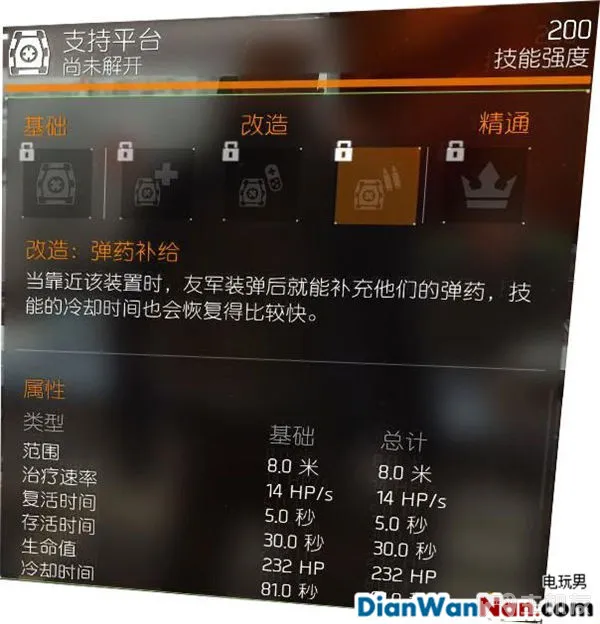 支持平台
尚未解开
200
技能强度
基础 改造 精通
改造：弹药补给
当靠近该装置时，友军装弹后就能补充他们的弹药，技
能的冷却时间也会恢复得比较快。
属性
类型 基础 总计
范围 8.0 米 8.0 米
治疗速率 14 HP/s 14 HP/s
复活时间 5.0 秒 5.0 秒
存活时间 30.0 秒 30.0 秒
生命值 232 HP 232 HP
冷却时间 81.0 秒
电玩男
DianWanNan.com